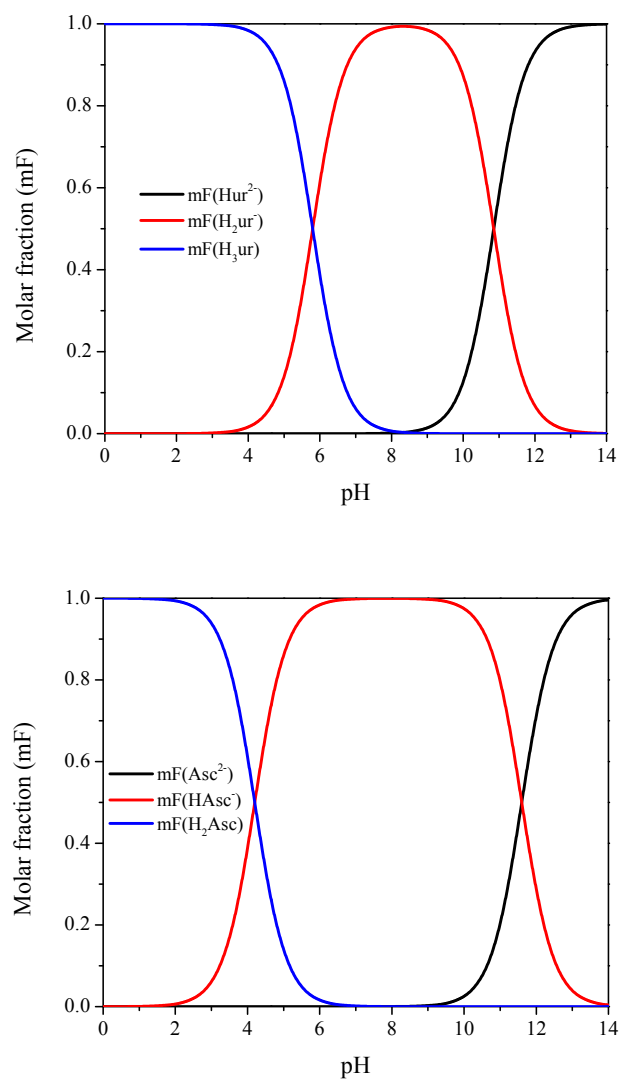 1.0
0.8
0.6
0.4
0.2
0.0
Molar fraction (mF)
mF(Hur²⁻)
mF(H₂ur⁻)
mF(H₃ur)
0 2 4 6 8 10 12 14
pH
1.0
0.8
0.6
0.4
0.2
0.0
Molar fraction (mF)
mF(Asc²⁻)
mF(HAsc⁻)
mF(H₂Asc)
0 2 4 6 8 10 12 14
pH